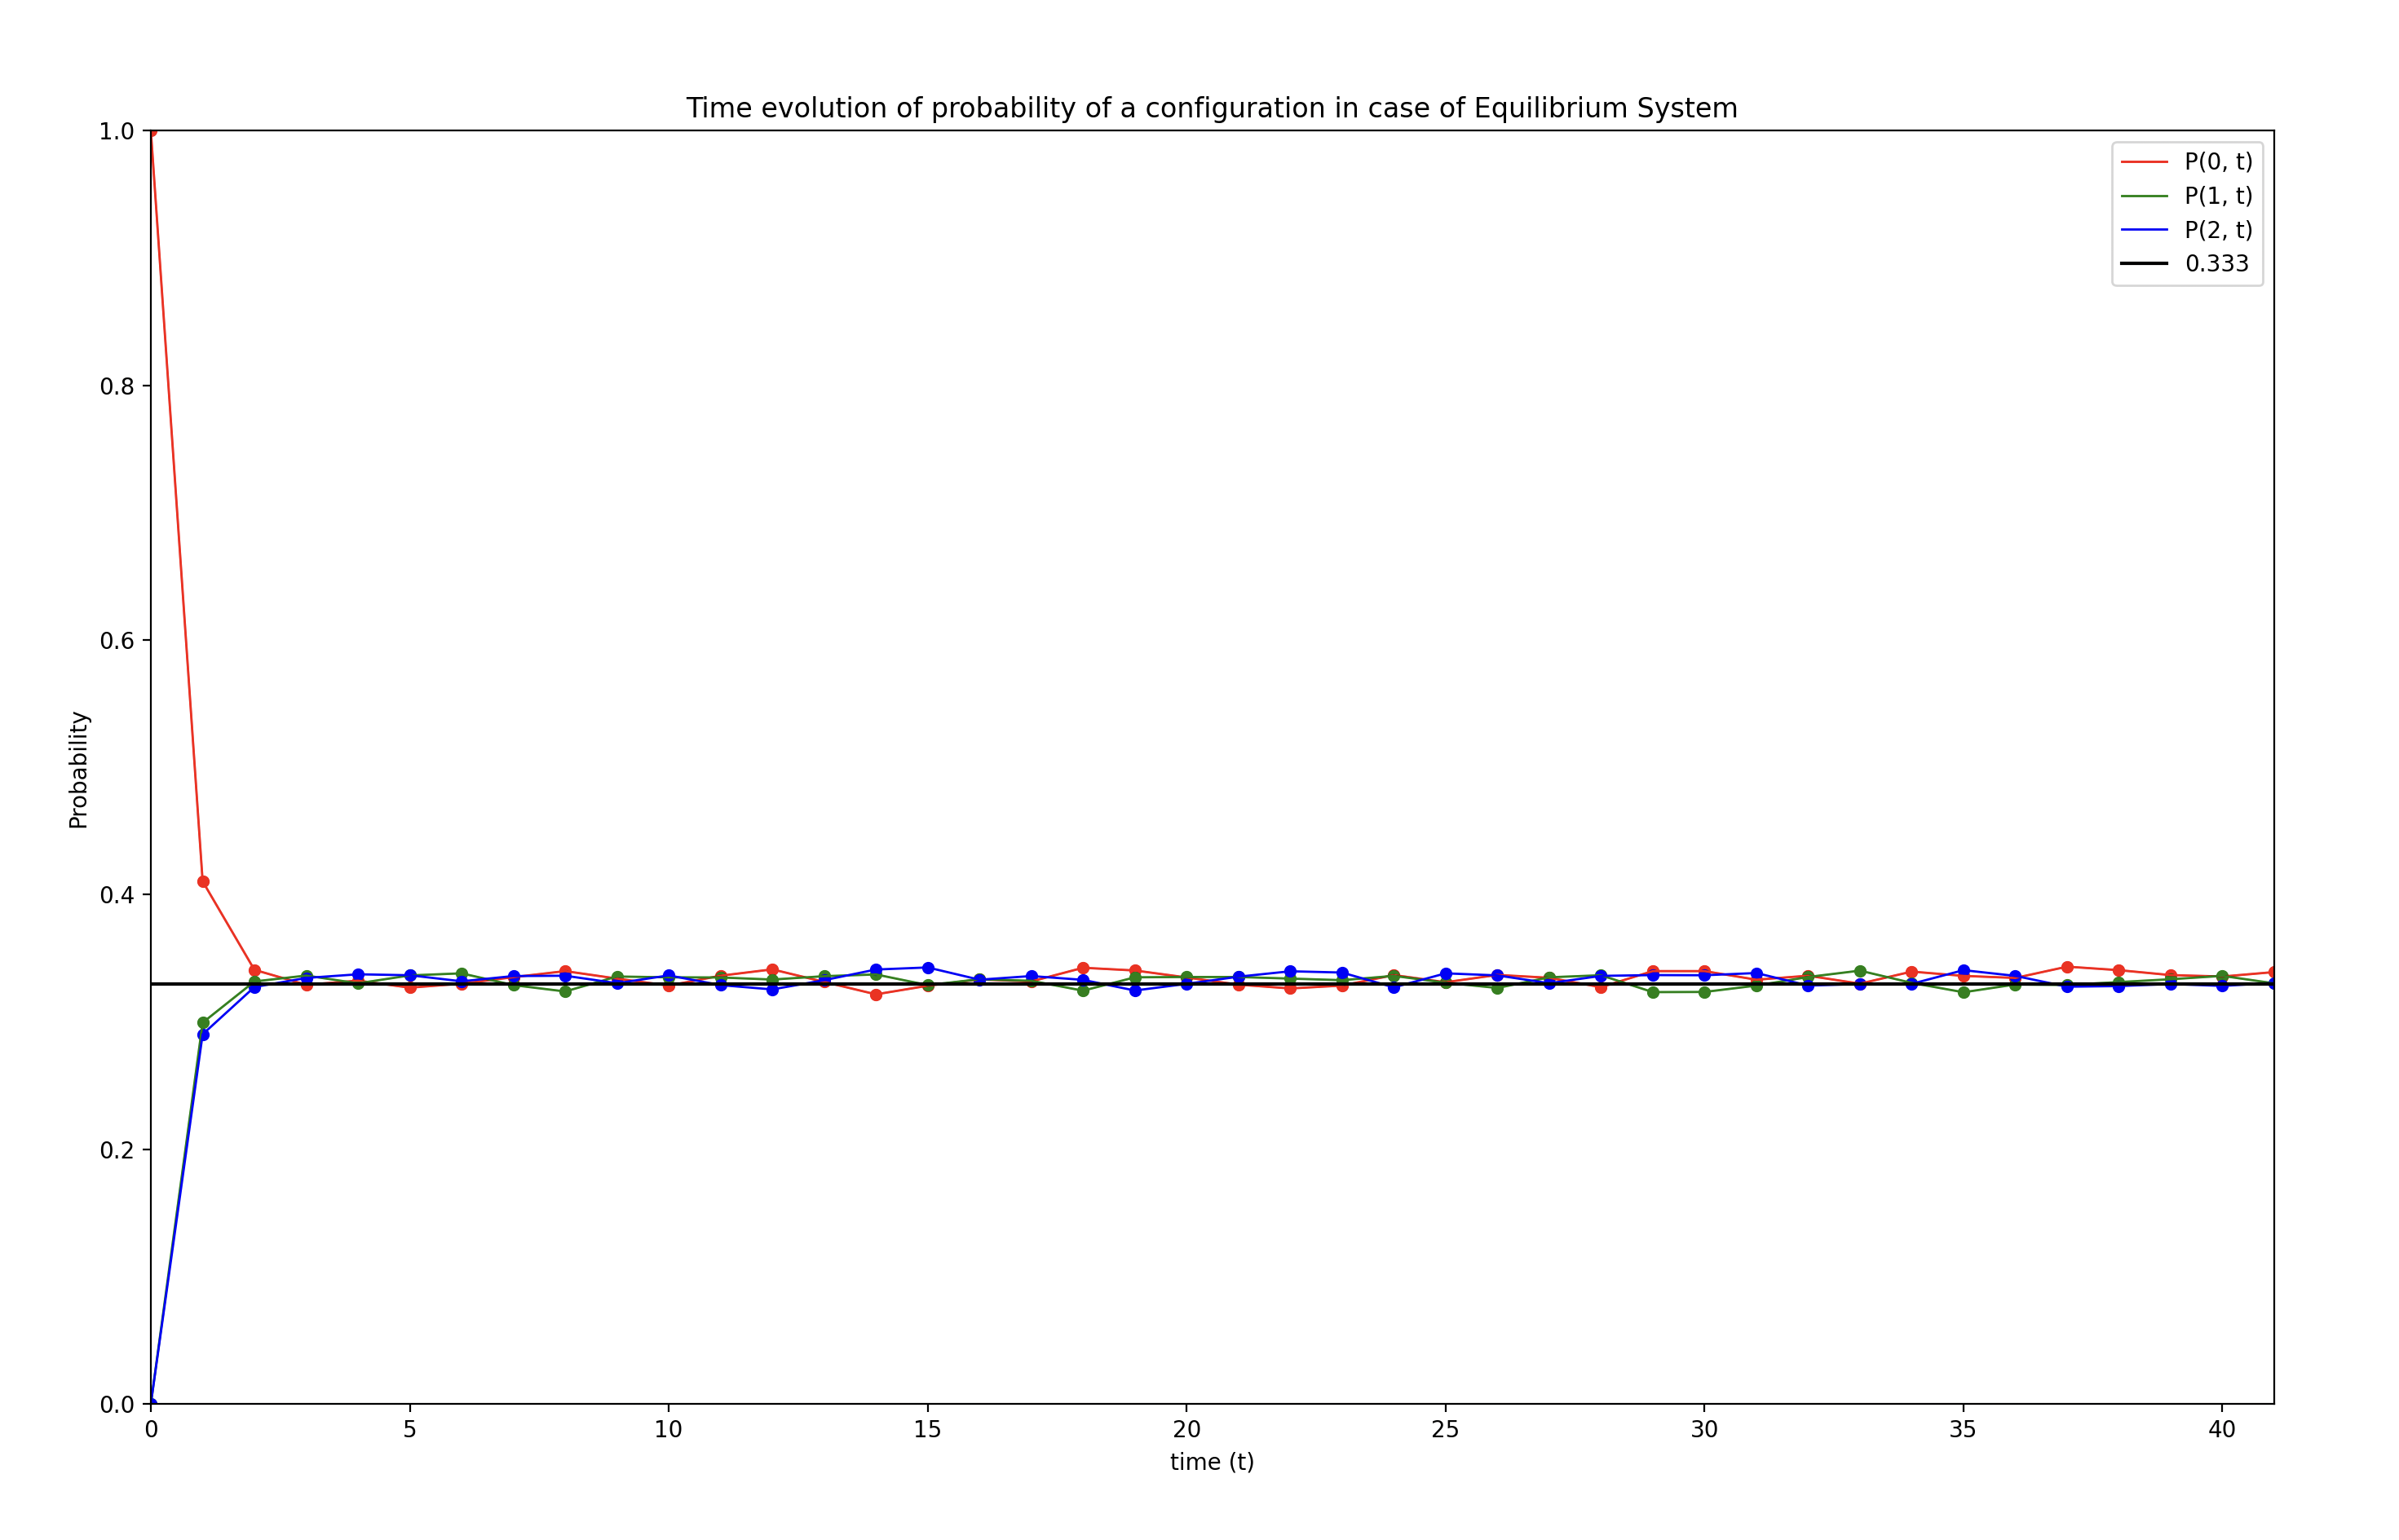 Time evolution of probability of a configuration in case of Equilibrium System
1.0
0.8
0.6
0.4
0.2
0.0
Probability
P(0, t)
P(1, t)
P(2, t)
0.333
0 5 10 15 20 25 30 35 40
time (t)